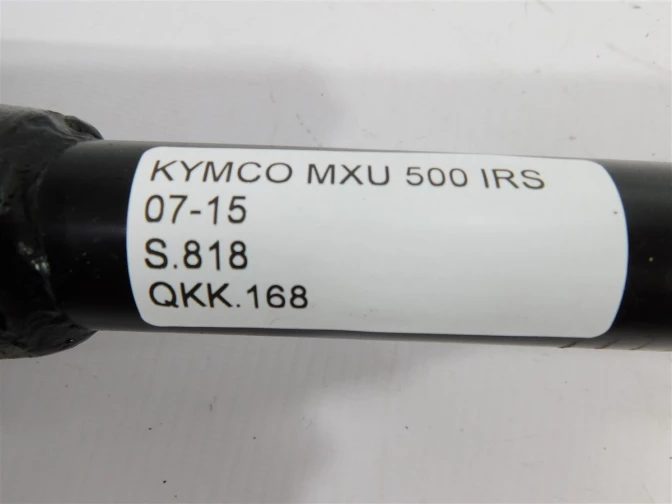 KYMCO MXU 500 IRS
07-15
S.818
QKK.168